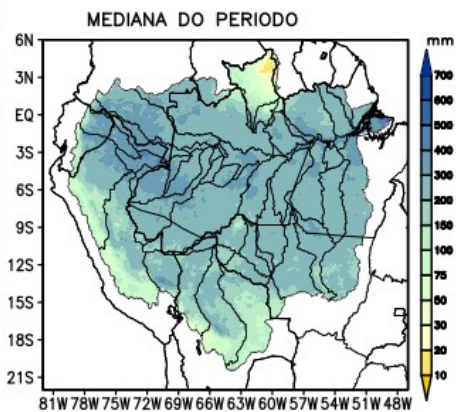 MEDIANA DO PERIODO
mm
6N
3N
EQ
3S
6S
9S
12S
15S
18S
21S
81W 78W 75W 72W 69W 66W 63W 60W 57W 54W 51W 48W
700
600
500
400
300
200
150
100
75
50
30
20
10